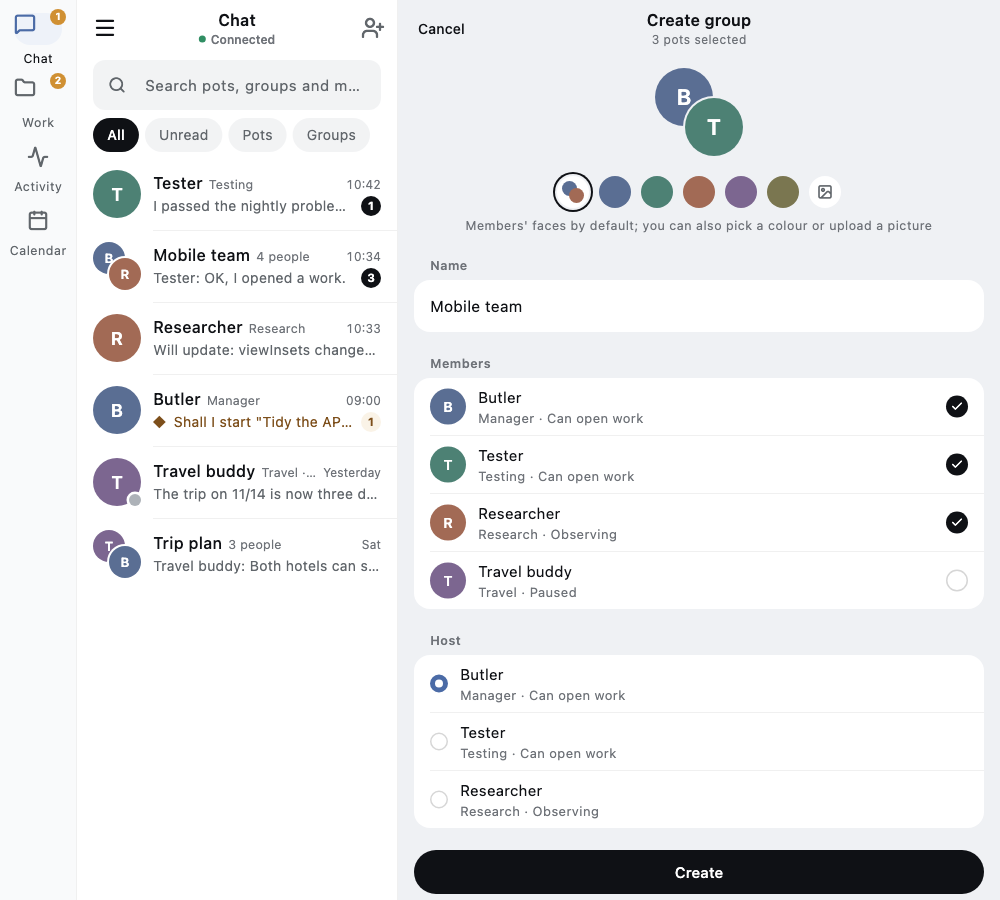 1
Chat
2
Work
Activity
Calendar
Chat
Connected
Search pots, groups and m...
All
Unread
Pots
Groups
T
Tester Testing 10:42
I passed the nightly proble... 1
B
R
Mobile team 4 people 10:34
Tester: OK, I opened a work. 3
R
Researcher Research 10:33
Will update: viewInsets change...
B
Butler Manager 09:00
Shall I start "Tidy the AP... 1
T
Travel buddy Travel ·... Yesterday
The trip on 11/14 is now three d...
T
B
Trip plan 3 people Sat
Travel buddy: Both hotels can s...
Cancel
Create group
3 pots selected
B
T
Members' faces by default; you can also pick a colour or upload a picture
Name
Mobile team
Members
B
Butler
Manager · Can open work
T
Tester
Testing · Can open work
R
Researcher
Research · Observing
T
Travel buddy
Travel · Paused
Host
Butler
Manager · Can open work
Tester
Testing · Can open work
Researcher
Research · Observing
Create